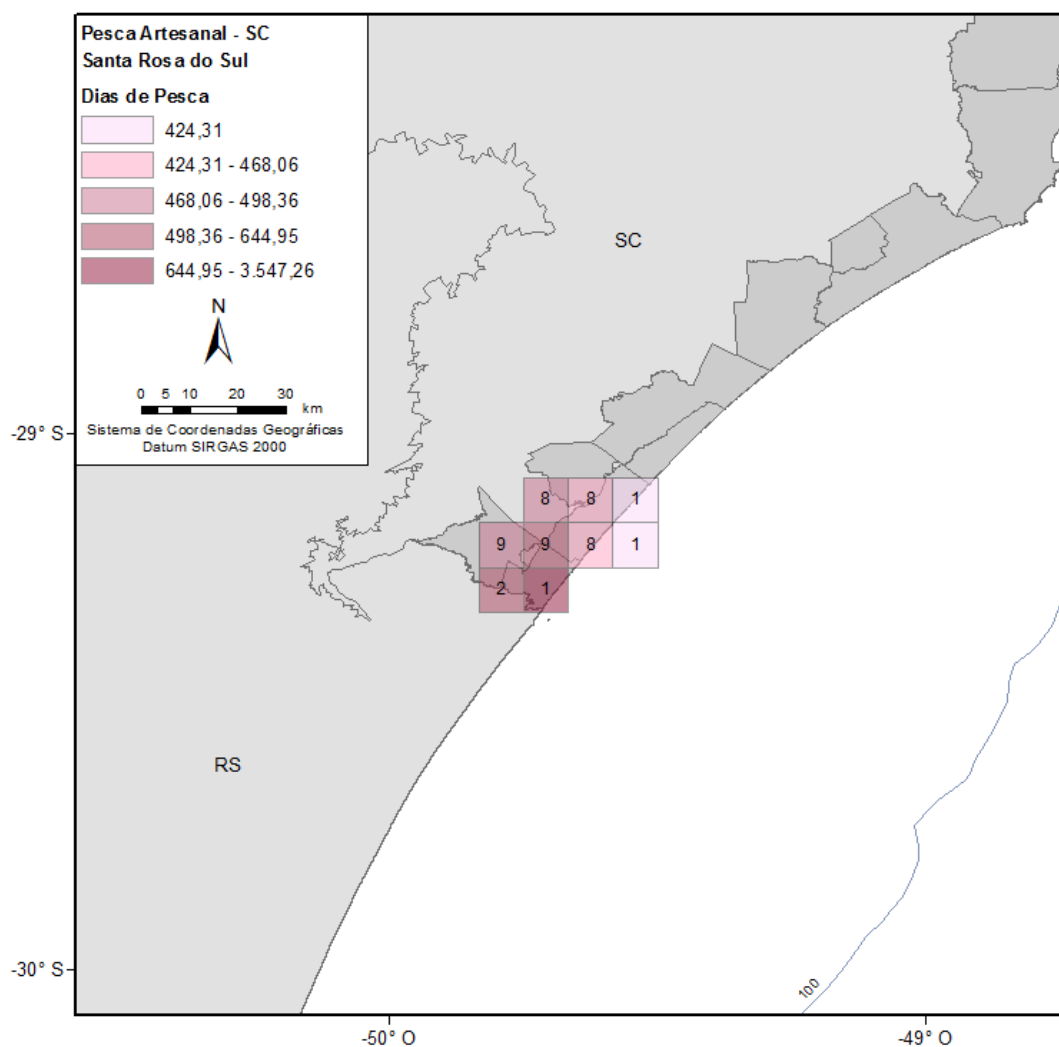 Pesca Artesanal - SC
Santa Rosa do Sul
Dias de Pesca
424,31
424,31 - 468,06
468,06 - 498,36
498,36 - 644,95
644,95 - 3.547,26
N
0 5 10 20 30
km
Sistema de Coordenadas Geográficas
Datum SIRGAS 2000
SC
-29° S
8 8 1
9 9 8 1
2 1
RS
-30° S
100
-50° O -49° O